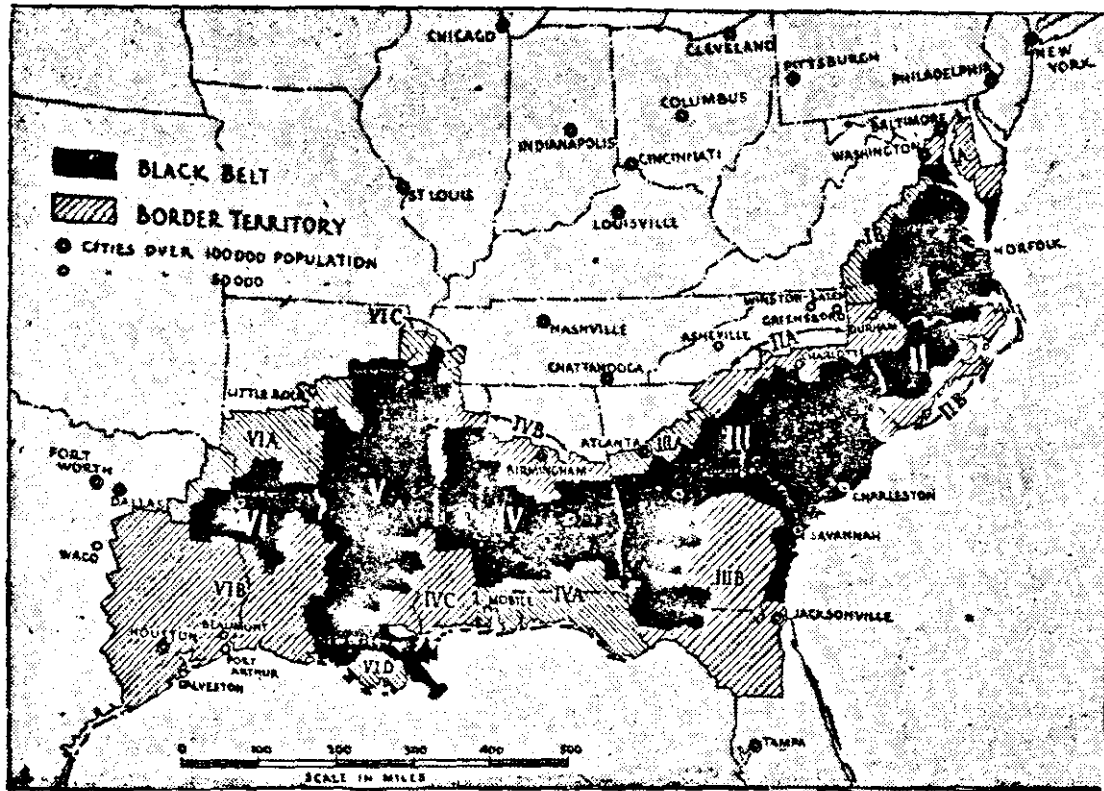 CHICAGO
CLEVELAND
NEW YORK
PITTSBURGH
PHILADELPHIA
COLUMBUS
BALTIMORE
INDIANAPOLIS
WASHINGTON
IA
CINCINNATI
BLACK BELT
ST LOUIS
BORDER TERRITORY
LOUISVILLE
CITIES OVER 100000 POPULATION
" " 50000
IB
NORFOLK
I
VIC
NASHVILLE
WINSTON-SALEM
GREENSBORO
ASHEVILLE
IIA
DURHAM
CHATTANOOGA
II
LITTLE ROCK
IIB
VIA
IVB
ATLANTA
IIIA
III
BIRMINGHAM
FORT WORTH
DALLAS
V
CHARLESTON
VI
IV
SAVANNAH
WACO
IIIB
VIB
IVC
MOBILE
IVA
JACKSONVILLE
HOUSTON
BEAUMONT
PORT ARTHUR
VID
GALVESTON
0 100 200 300 400 500
SCALE IN MILES
TAMPA